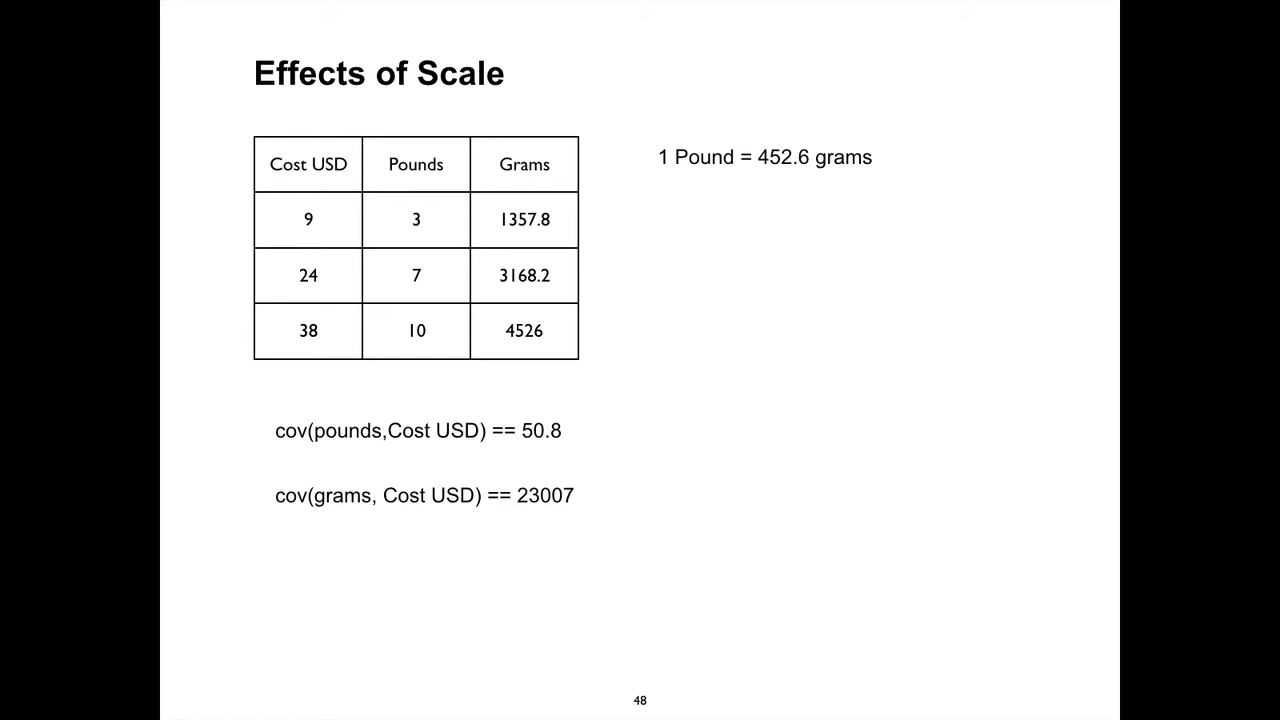 Effects of Scale
Cost USD Pounds Grams
9 3 1357.8
24 7 3168.2
38 10 4526
1 Pound = 452.6 grams
cov(pounds,Cost USD) == 50.8
cov(grams, Cost USD) == 23007
48